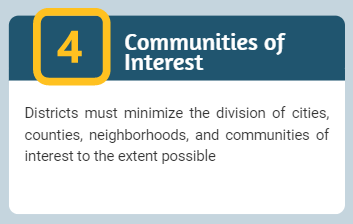 4
Communities of
Interest
Districts must minimize the division of cities,
counties, neighborhoods, and communities of
interest to the extent possible